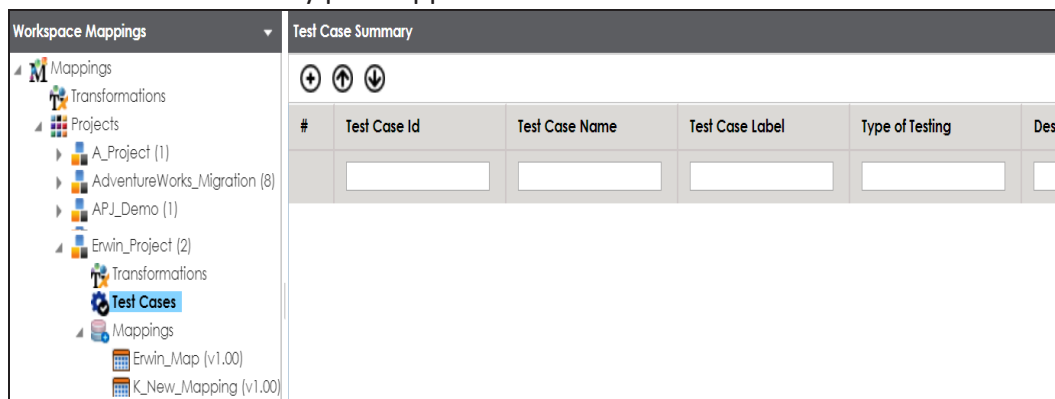 Workspace Mappings
Test Case Summary
Mappings
Transformations
Projects
A_Project (1)
AdventureWorks_Migration (8)
APJ_Demo (1)
Erwin_Project (2)
Transformations
Test Cases
Mappings
Erwin_Map (v1.00)
K_New_Mapping (v1.00)
# Test Case Id Test Case Name Test Case Label Type of Testing Des